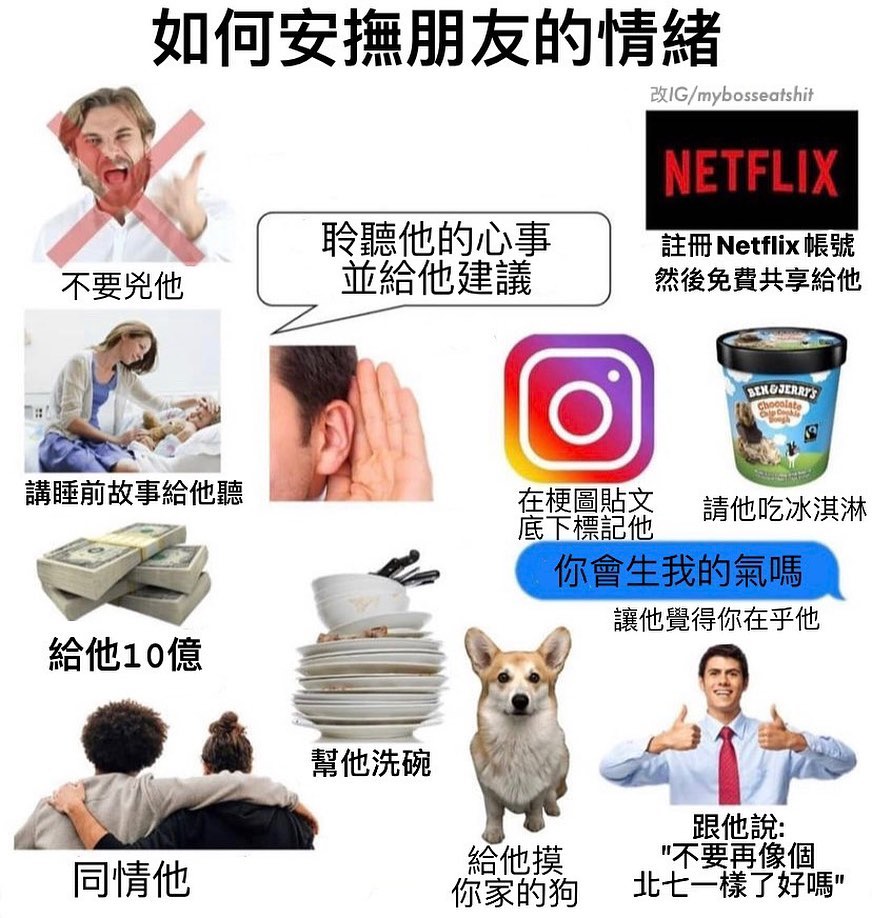 如何安撫朋友的情緒
改IG/mybosseatshit
NETFLIX
註冊Netflix帳號
然後免費共享給他
不要兇他
聆聽他的心事
並給他建議
講睡前故事給他聽
在梗圖貼文
底下標記他
BEN&JERRY'S
Chocolate
Chip Cookie
Dough
請他吃冰淇淋
你會生我的氣嗎
讓他覺得你在乎他
給他10億
幫他洗碗
同情他
給他摸
你家的狗
跟他說:
"不要再像個
北七一樣了好嗎"